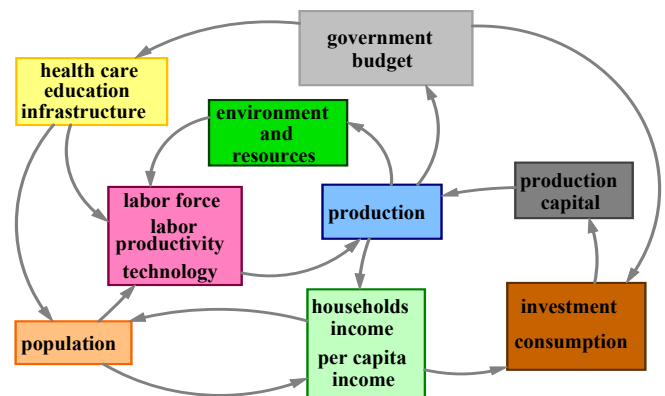 government
budget
health care
education
infrastructure
environment
and
resources
labor force
labor
productivity
technology
production
production
capital
households
income
per capita
income
investment
consumption
population